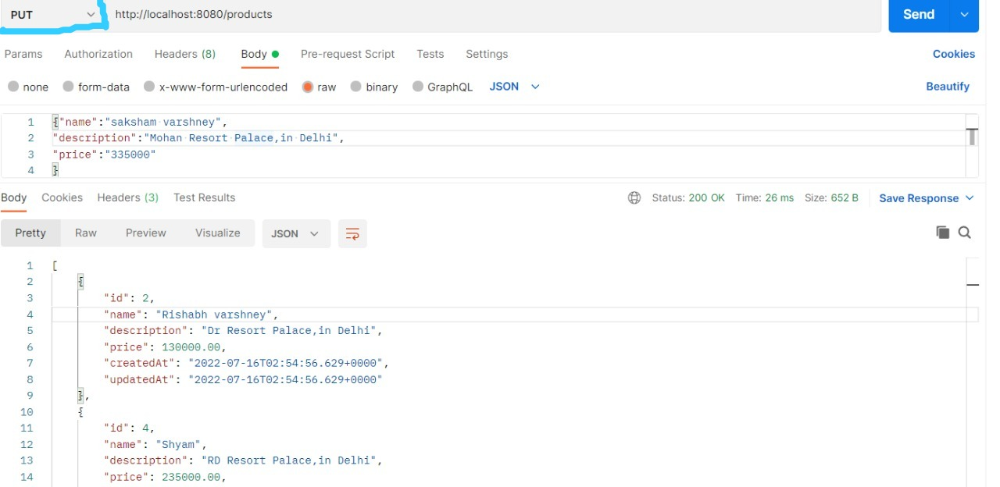 PUT http://localhost:8080/products Send
Params Authorization Headers (8) Body Pre-request Script Tests Settings Cookies
none form-data x-www-form-urlencoded raw binary GraphQL JSON Beautify
1 {"name":"saksham varshney",
2 "description":"Mohan Resort Palace,in Delhi",
3 "price":"335000"
4 }
Body Cookies Headers (3) Test Results Status: 200 OK Time: 26 ms Size: 652 B Save Response
Pretty Raw Preview Visualize JSON
1 [
2 {
3 "id": 2,
4 "name": "Rishabh varshney",
5 "description": "Dr Resort Palace,in Delhi",
6 "price": 130000.00,
7 "createdAt": "2022-07-16T02:54:56.629+0000",
8 "updatedAt": "2022-07-16T02:54:56.629+0000"
9 },
10 {
11 "id": 4,
12 "name": "Shyam",
13 "description": "RD Resort Palace,in Delhi",
14 "price": 235000.00,